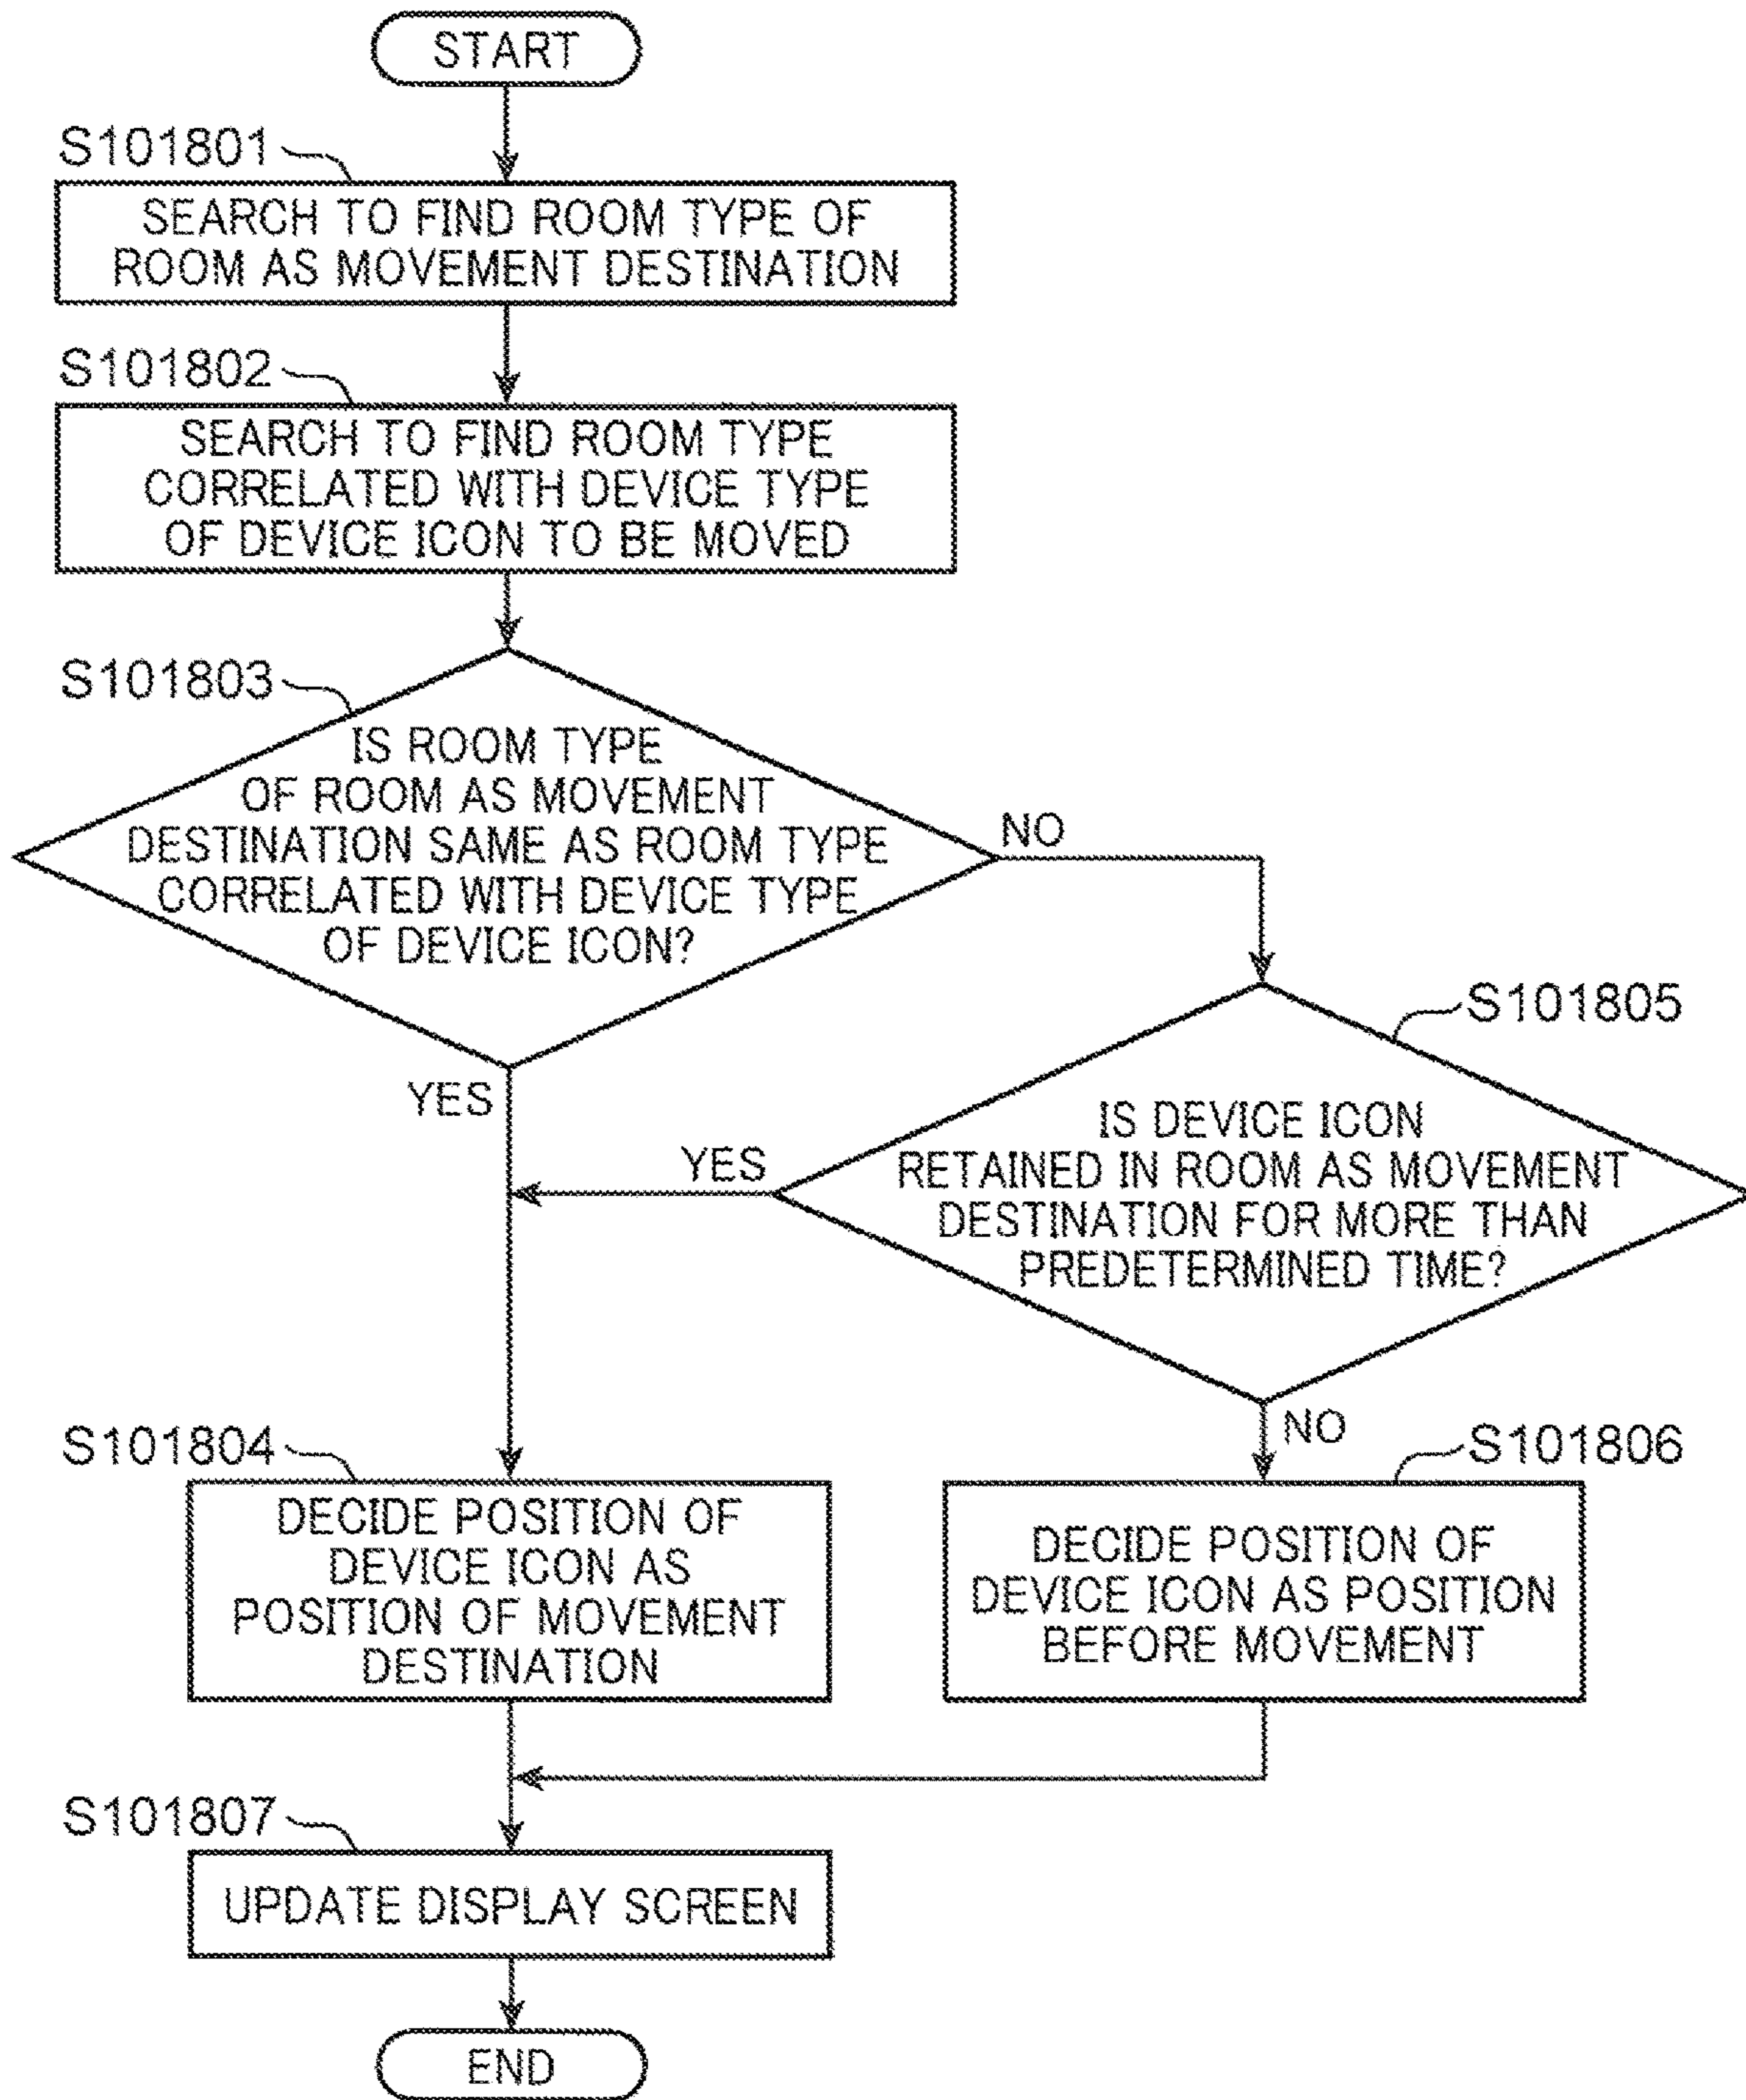 START
S101801
SEARCH TO FIND ROOM TYPE OF
ROOM AS MOVEMENT DESTINATION
S101802
SEARCH TO FIND ROOM TYPE
CORRELATED WITH DEVICE TYPE
OF DEVICE ICON TO BE MOVED
S101803
IS ROOM TYPE
OF ROOM AS MOVEMENT
DESTINATION SAME AS ROOM TYPE
CORRELATED WITH DEVICE TYPE
OF DEVICE ICON?
NO
YES
S101805
IS DEVICE ICON
RETAINED IN ROOM AS MOVEMENT
DESTINATION FOR MORE THAN
PREDETERMINED TIME?
YES
NO
S101804
DECIDE POSITION OF
DEVICE ICON AS
POSITION OF MOVEMENT
DESTINATION
S101806
DECIDE POSITION OF
DEVICE ICON AS POSITION
BEFORE MOVEMENT
S101807
UPDATE DISPLAY SCREEN
END